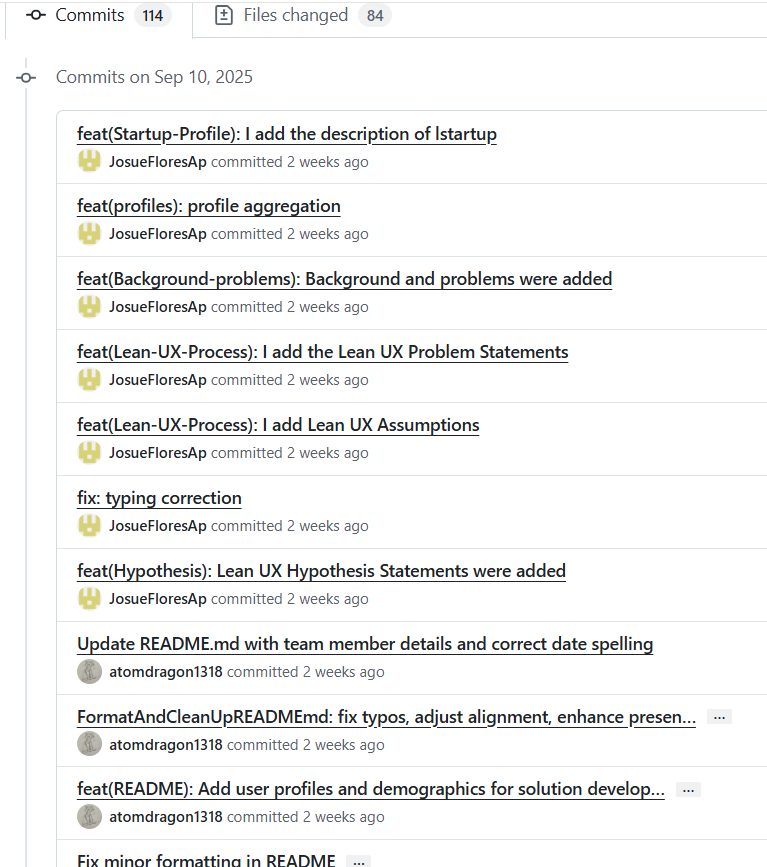 Commits 114 Files changed 84
Commits on Sep 10, 2025
feat(Startup-Profile): I add the description of lstartup
JosueFloresAp committed 2 weeks ago
feat(profiles): profile aggregation
JosueFloresAp committed 2 weeks ago
feat(Background-problems): Background and problems were added
JosueFloresAp committed 2 weeks ago
feat(Lean-UX-Process): I add the Lean UX Problem Statements
JosueFloresAp committed 2 weeks ago
feat(Lean-UX-Process): I add Lean UX Assumptions
JosueFloresAp committed 2 weeks ago
fix: typing correction
JosueFloresAp committed 2 weeks ago
feat(Hypothesis): Lean UX Hypothesis Statements were added
JosueFloresAp committed 2 weeks ago
Update README.md with team member details and correct date spelling
atomdragon1318 committed 2 weeks ago
FormatAndCleanUpREADMEmd: fix typos, adjust alignment, enhance presen... ...
atomdragon1318 committed 2 weeks ago
feat(README): Add user profiles and demographics for solution develop... ...
atomdragon1318 committed 2 weeks ago
Fix minor formatting in README ...